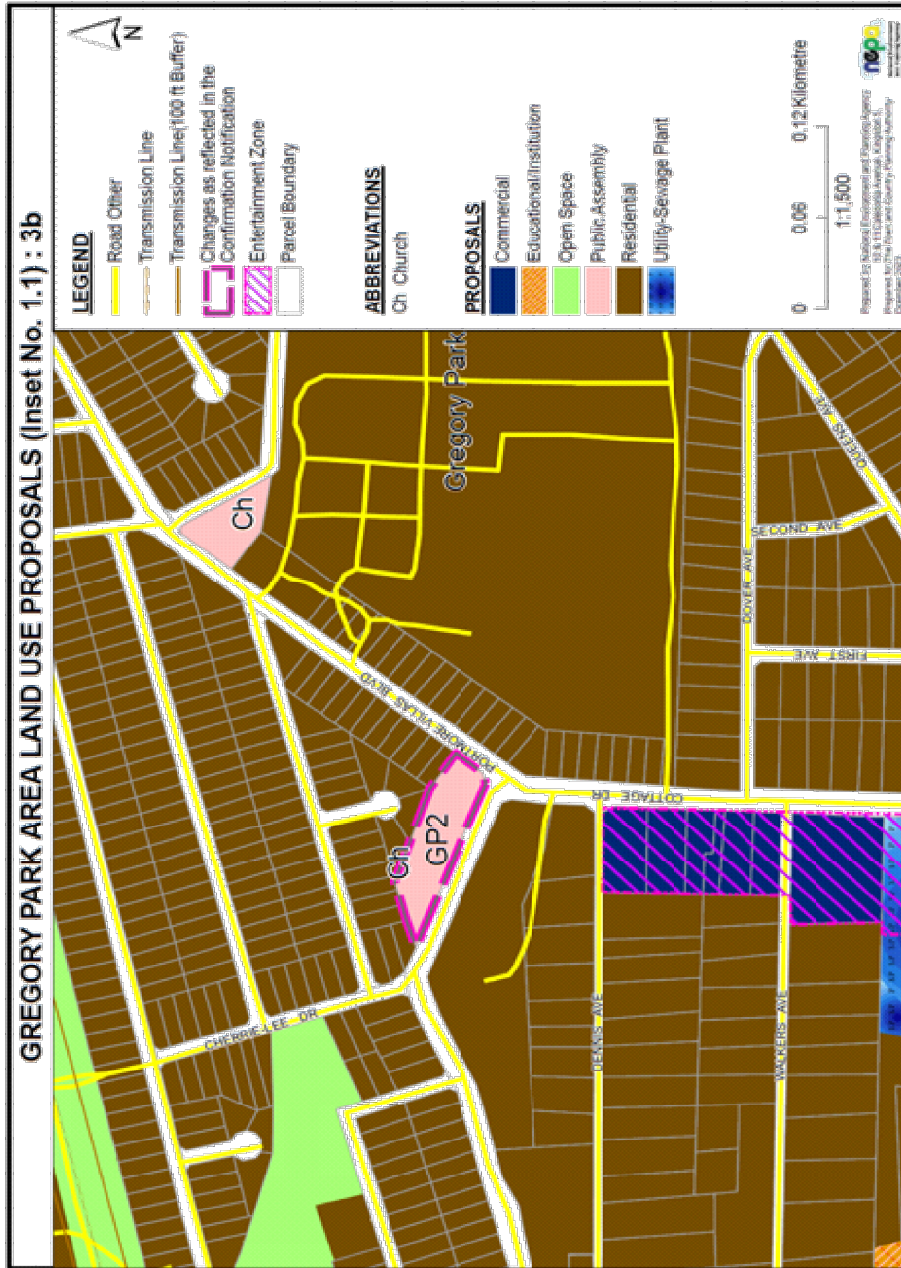 GREGORY PARK AREA LAND USE PROPOSALS (Inset No. 1.1) : 3b
N
LEGEND
Road Other
Transmission Line
Transmission Line(100 ft Buffer)
Changes as reflected in the
Confirmation Notification
Entertainment Zone
Parcel Boundary
ABBREVIATIONS
Ch Church
PROPOSALS
Commercial
Educational/Institution
Open Space
Public Assembly
Residential
Utility-Sewage Plant
0 0.06 0.12 Kilometre
1:1,500
nepa
Ch
Gregory Park
PORTMORE VILLAS BLVD
Ch
GP2
CHERRIE-LEE DR
COTTAGE DR
DENNIS AVE
WALKERS AVE
DOVER AVE
SECOND AVE
FIRST AVE
QUEENS AVE